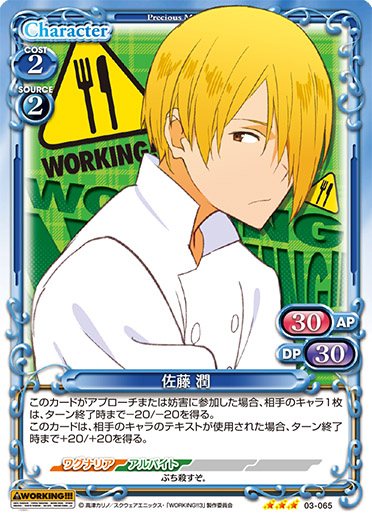 Precious M
Character
COST
2
SOURCE
2
WORKING
WORKING
30 AP
DP 30
佐藤 潤
このカードがアプローチまたは妨害に参加した場合、相手のキャラ1枚
は、ターン終了時まで-20/-20を得る。
このカードは、相手のキャラのテキストが使用された場合、ターン終了
時まで+20/+20を得る。
ワグナリア アルバイト
ぶち殺すぞ。
WORKING!!!
© 高津カリノ/スクウェアエニックス・「WORKING!!3」製作委員会
03-065